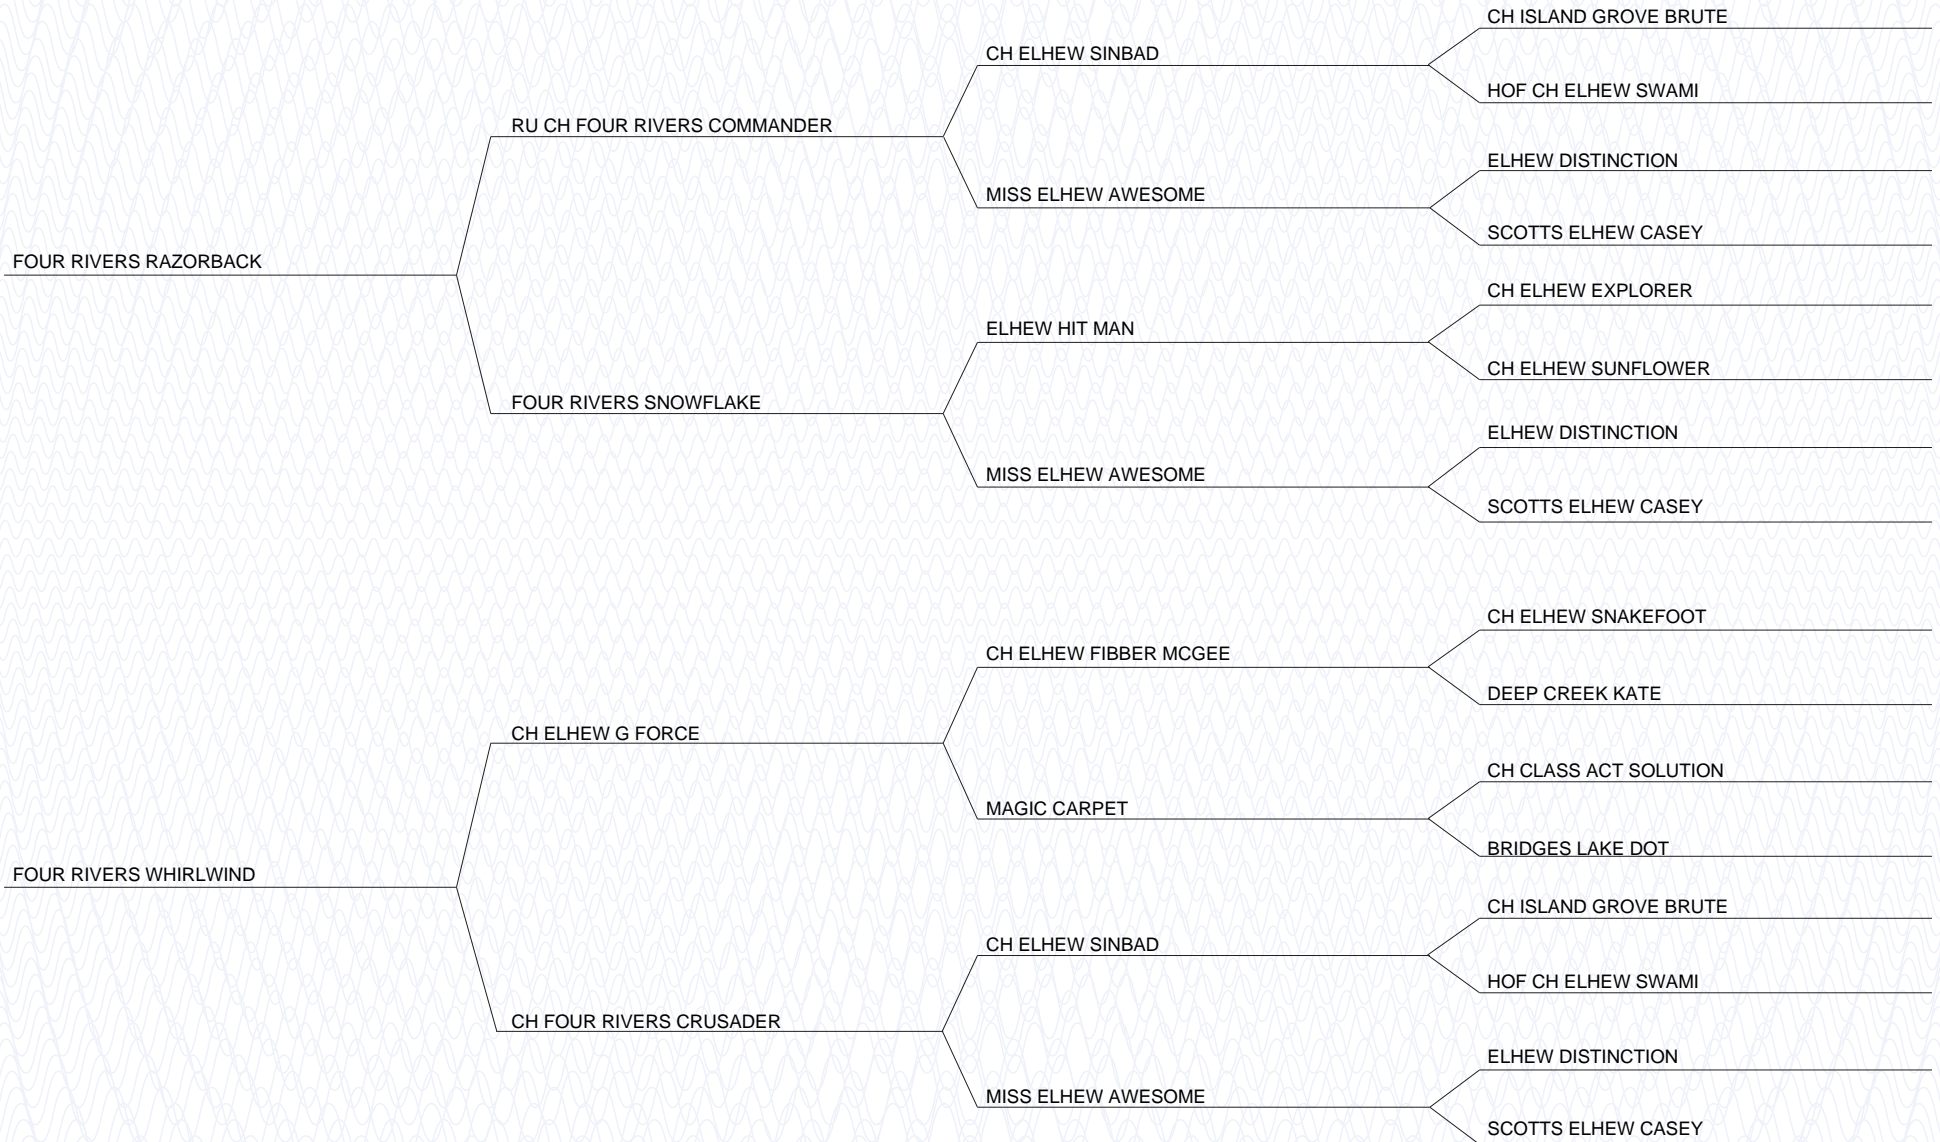 CH ISLAND GROVE BRUTE
CH ELHEW SINBAD
HOF CH ELHEW SWAMI
RU CH FOUR RIVERS COMMANDER
ELHEW DISTINCTION
MISS ELHEW AWESOME
SCOTTS ELHEW CASEY
FOUR RIVERS RAZORBACK
CH ELHEW EXPLORER
ELHEW HIT MAN
CH ELHEW SUNFLOWER
FOUR RIVERS SNOWFLAKE
ELHEW DISTINCTION
MISS ELHEW AWESOME
SCOTTS ELHEW CASEY
CH ELHEW SNAKEFOOT
CH ELHEW FIBBER MCGEE
DEEP CREEK KATE
CH ELHEW G FORCE
CH CLASS ACT SOLUTION
MAGIC CARPET
BRIDGES LAKE DOT
FOUR RIVERS WHIRLWIND
CH ISLAND GROVE BRUTE
CH ELHEW SINBAD
HOF CH ELHEW SWAMI
CH FOUR RIVERS CRUSADER
ELHEW DISTINCTION
MISS ELHEW AWESOME
SCOTTS ELHEW CASEY